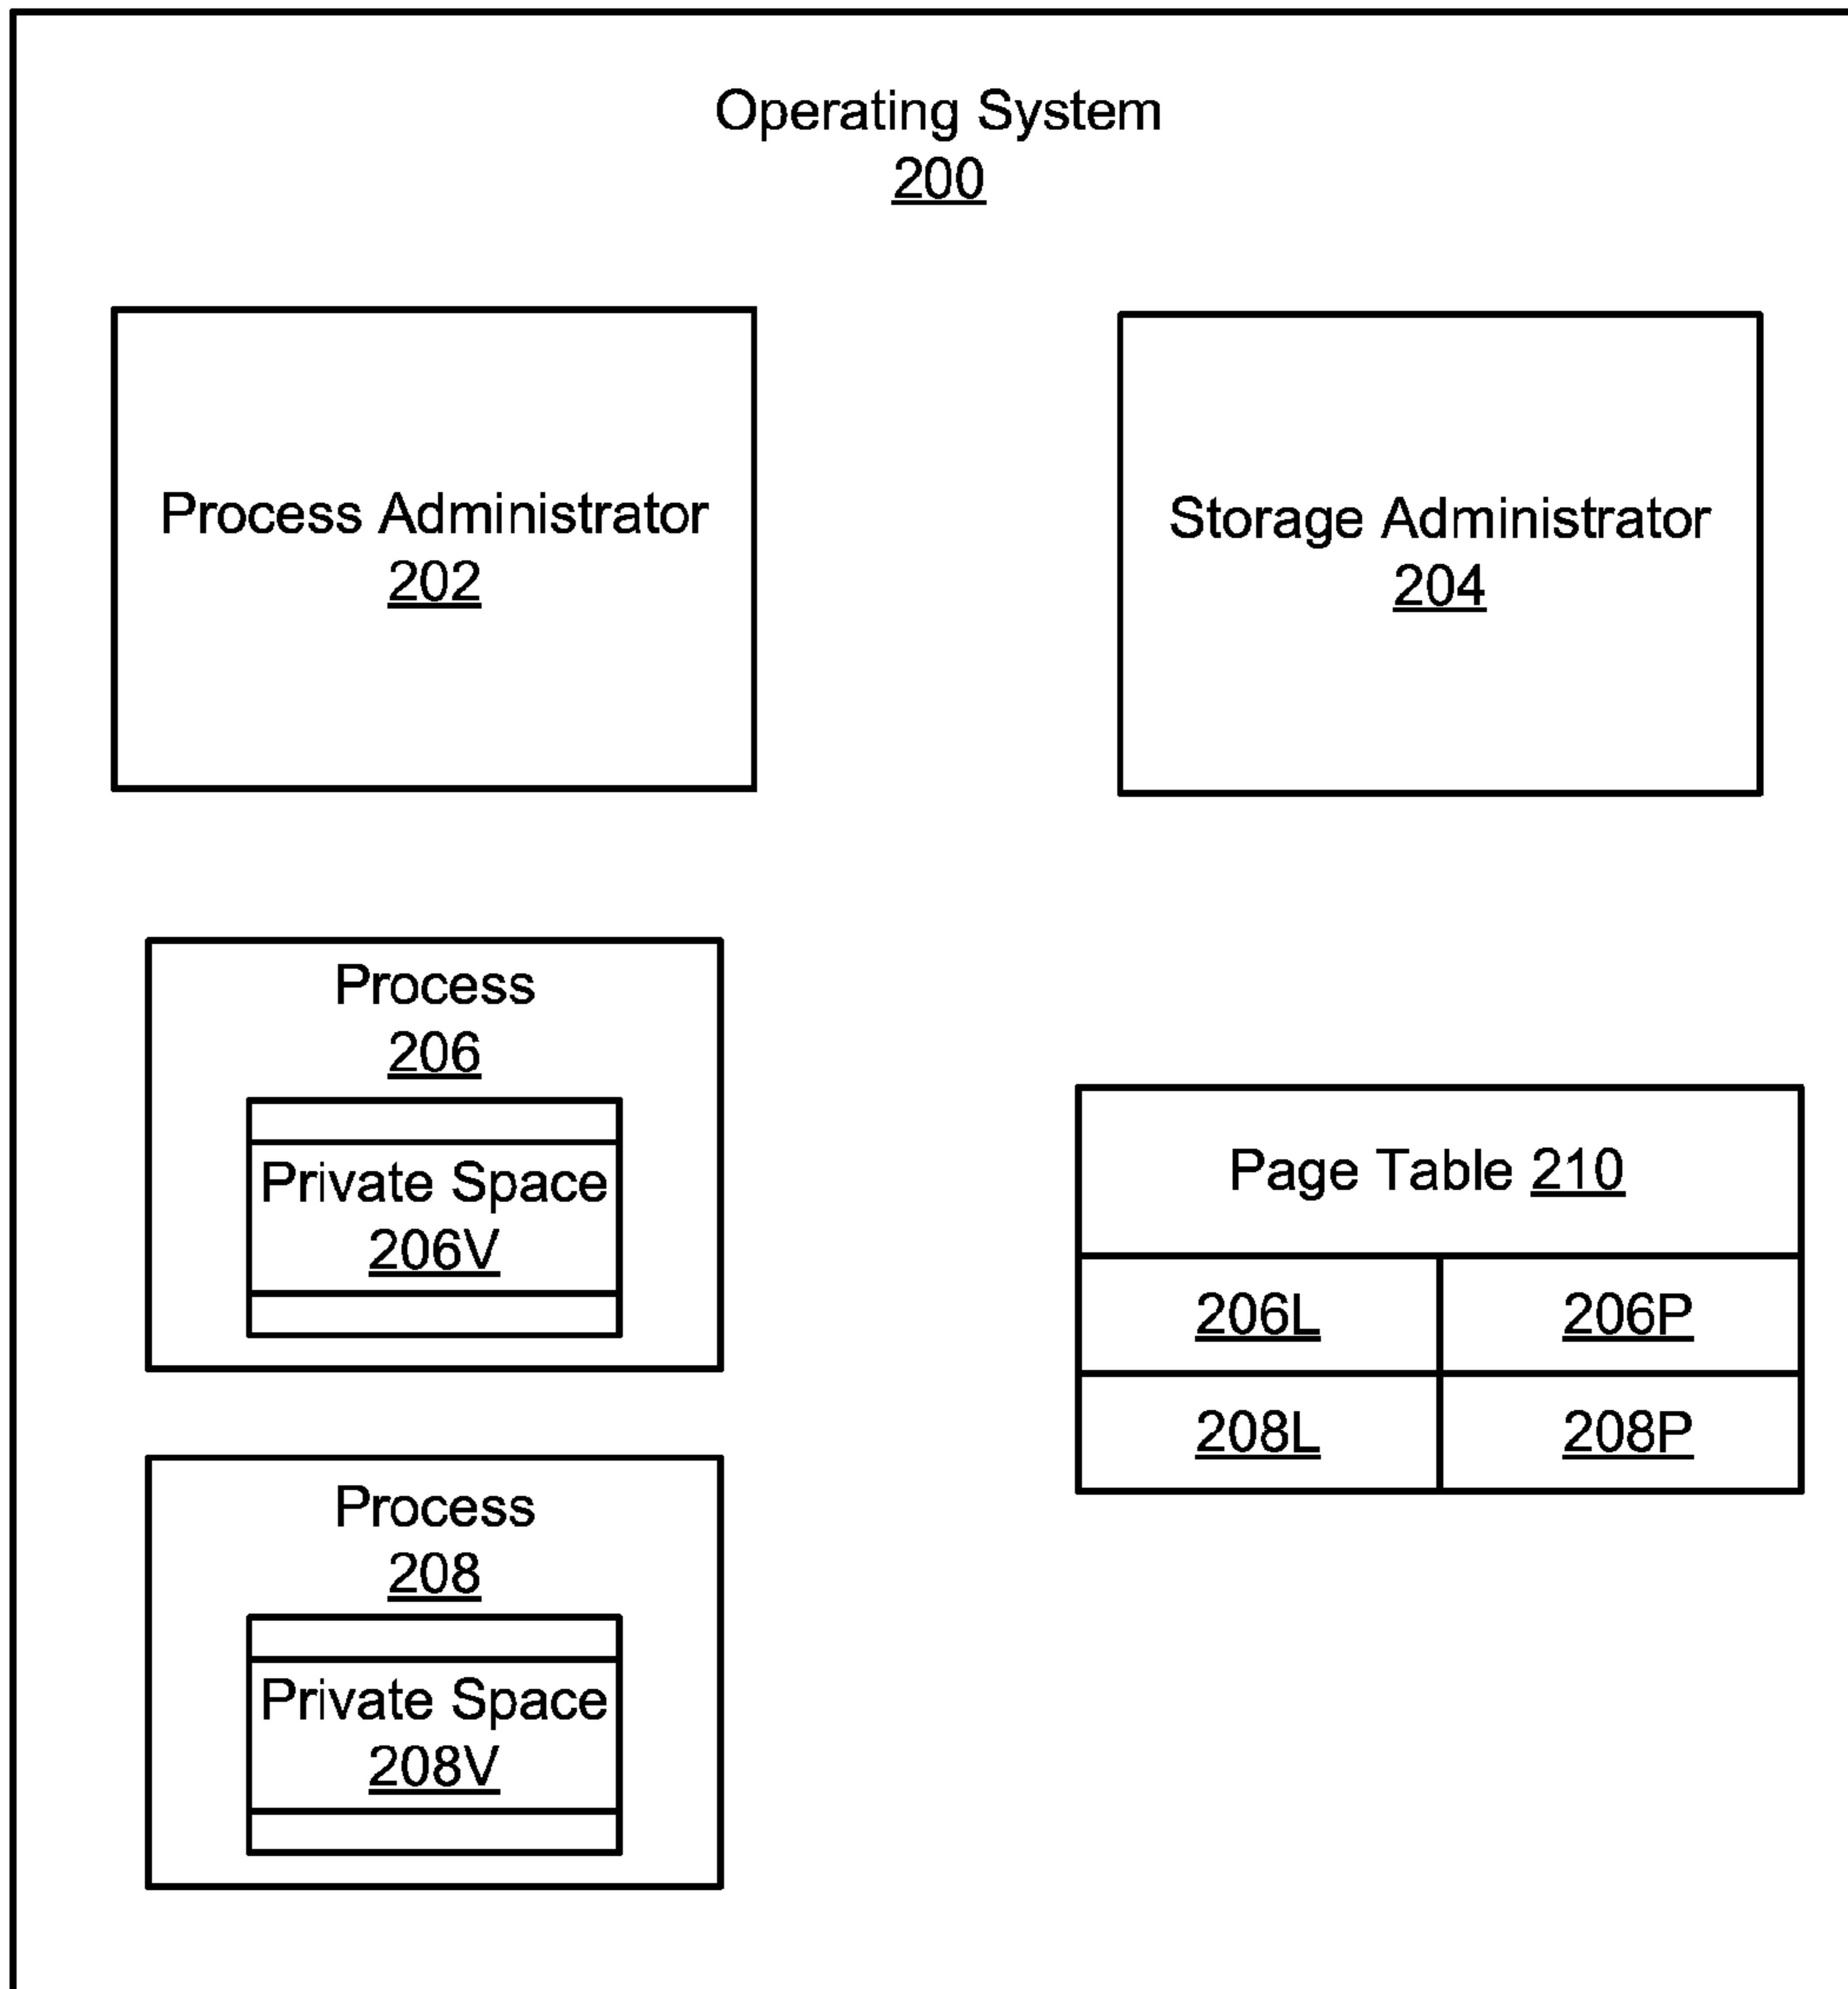 Operating System
200
Process Administrator
202
Storage Administrator
204
Process
206
Private Space
206V
Page Table 210
206L 206P
208L 208P
Process
208
Private Space
208V